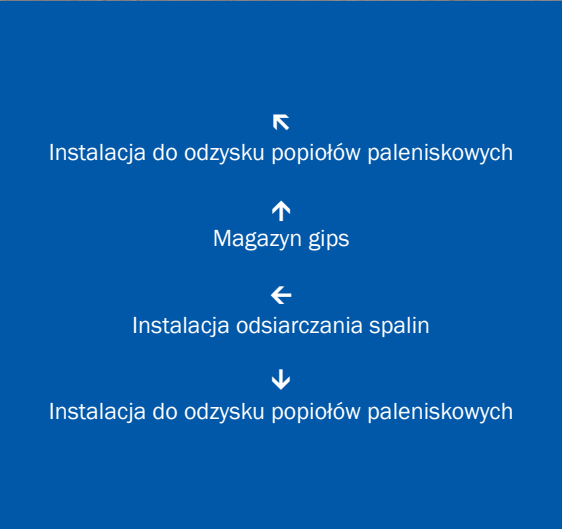 ↖
Instalacja do odzysku popiołów paleniskowych
↑
Magazyn gips
←
Instalacja odsiarczania spalin
↓
Instalacja do odzysku popiołów paleniskowych